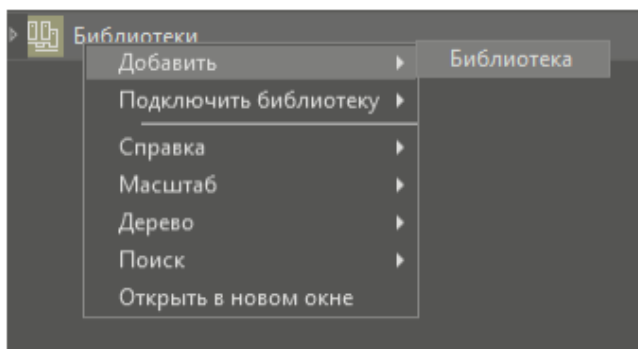 Библиотеки
Добавить
Библиотека
Подключить библиотеку
Справка
Масштаб
Дерево
Поиск
Открыть в новом окне